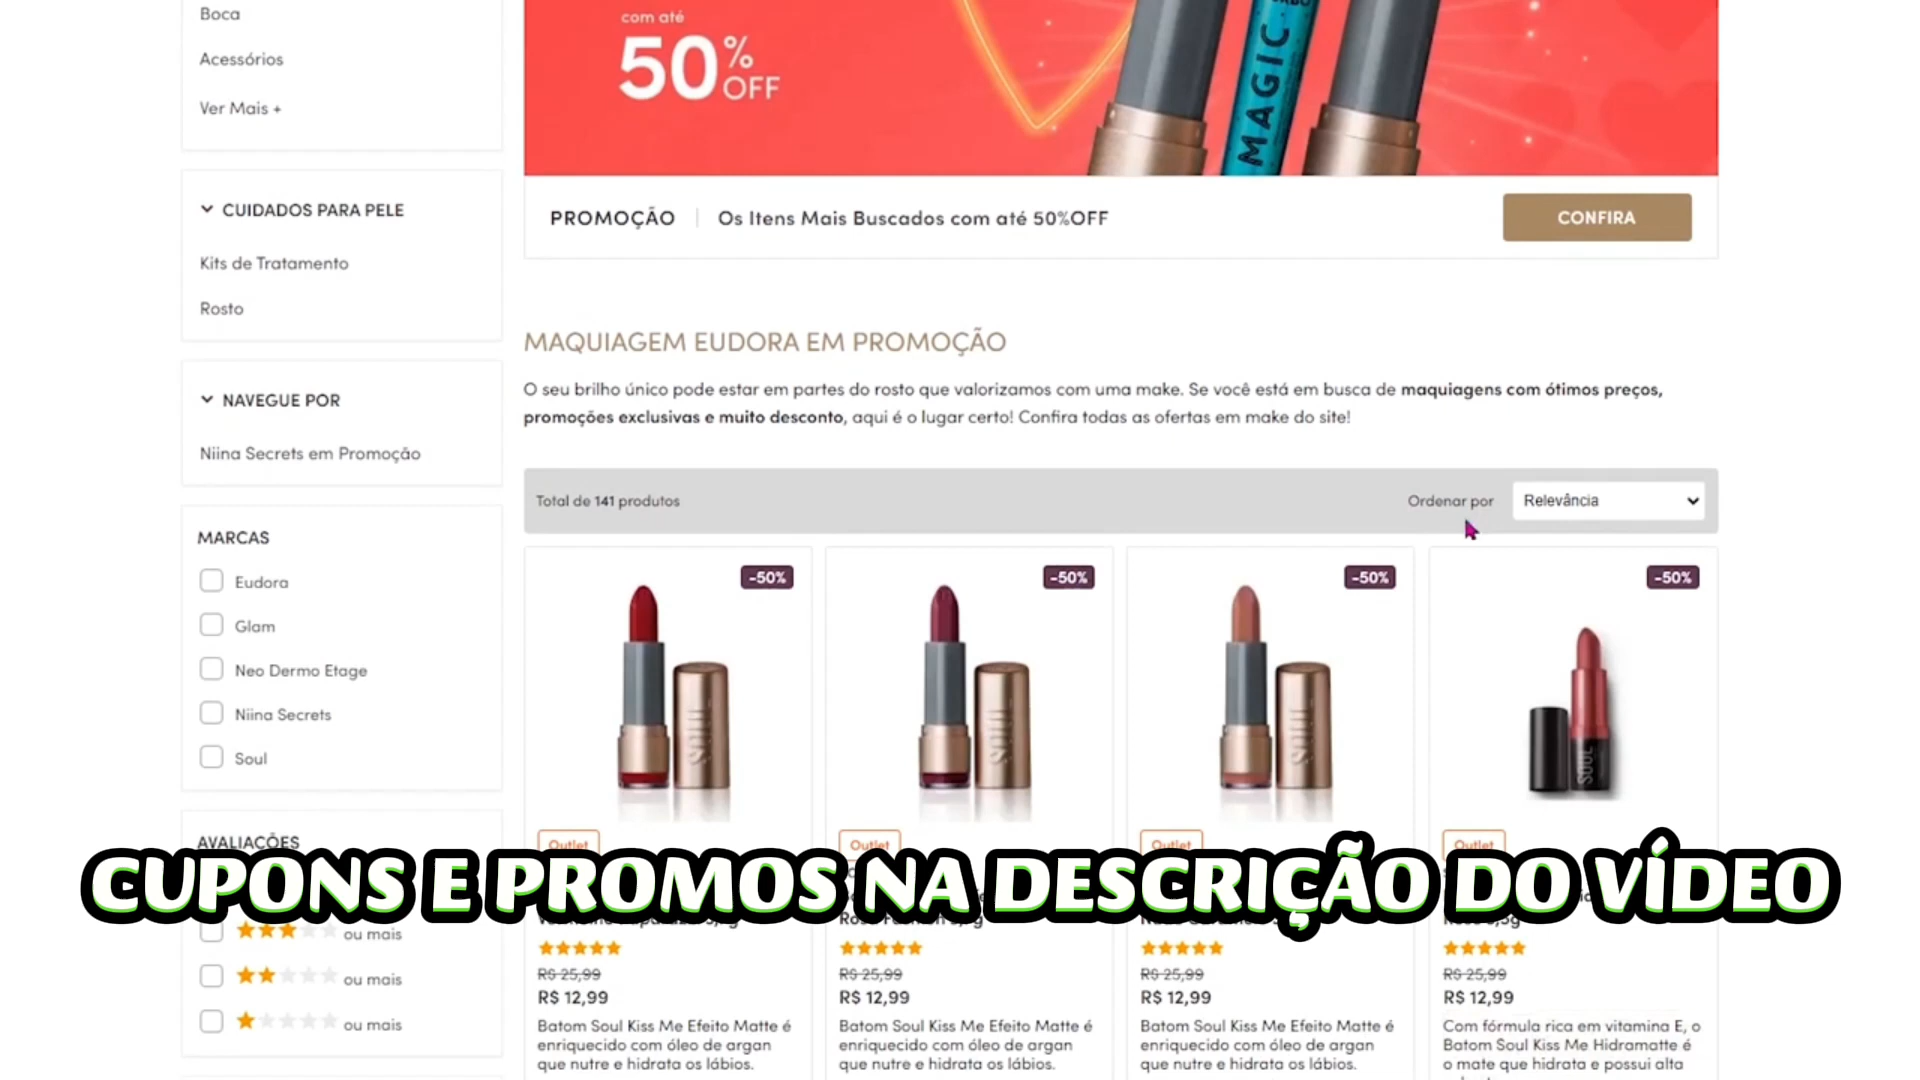 Boca
Acessórios
Ver Mais +
CUIDADOS PARA PELE
Kits de Tratamento
Rosto
NAVEGUE POR
Niina Secrets em Promoção
MARCAS
Eudora
Glam
Neo Dermo Etage
Niina Secrets
Soul
AVALIAÇÕES
ou mais
ou mais
ou mais
com até
50% OFF
MAGIC
PROMOÇÃO | Os Itens Mais Buscados com até 50%OFF
CONFIRA
MAQUIAGEM EUDORA EM PROMOÇÃO
O seu brilho único pode estar em partes do rosto que valorizamos com uma make. Se você está em busca de maquiagens com ótimos preços,
promoções exclusivas e muito desconto, aqui é o lugar certo! Confira todas as ofertas em make do site!
Total de 141 produtos
Ordenar por
Relevância
-50%
-50%
-50%
-50%
SOUL
SOUL
SOUL
SOUL
Outlet
Outlet
Outlet
Outlet
CUPONS E PROMOS NA DESCRIÇÃO DO VÍDEO
R$ 25,99
R$ 12,99
Batom Soul Kiss Me Efeito Matte é
enriquecido com óleo de argan
que nutre e hidrata os lábios.
R$ 25,99
R$ 12,99
Batom Soul Kiss Me Efeito Matte é
enriquecido com óleo de argan
que nutre e hidrata os lábios.
R$ 25,99
R$ 12,99
Batom Soul Kiss Me Efeito Matte é
enriquecido com óleo de argan
que nutre e hidrata os lábios.
R$ 25,99
R$ 12,99
Com fórmula rica em vitamina E, o
Batom Soul Kiss Me Hidramatte é
o mate que hidrata e possui alta